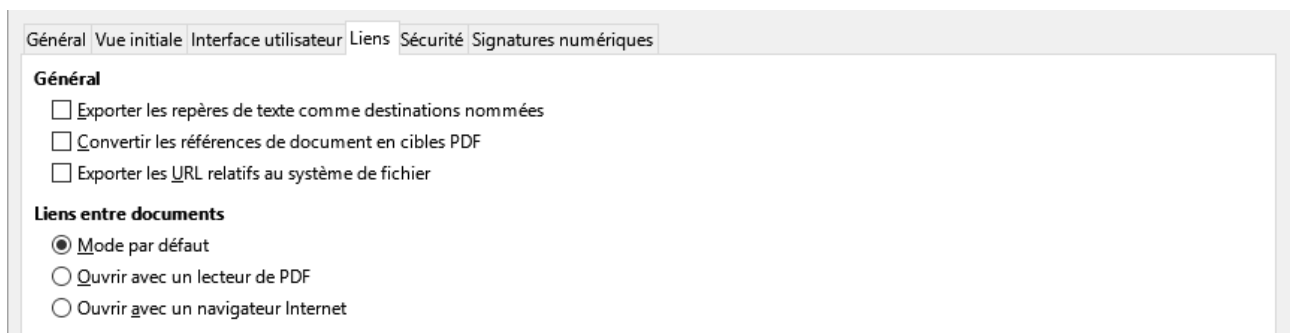 Général Vue initiale Interface utilisateur Liens Sécurité Signatures numériques
Général
Exporter les repères de texte comme destinations nommées
Convertir les références de document en cibles PDF
Exporter les URL relatifs au système de fichier
Liens entre documents
Mode par défaut
Ouvrir avec un lecteur de PDF
Ouvrir avec un navigateur Internet